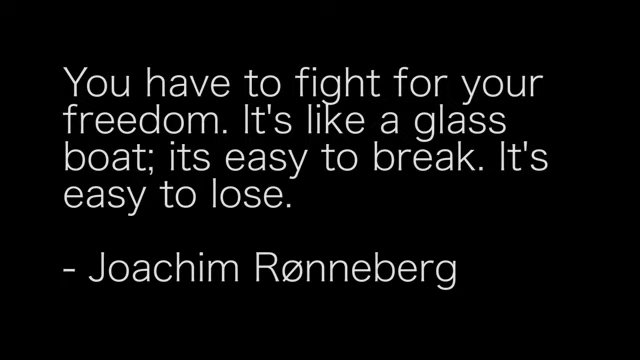 You have to fight for your
freedom. It's like a glass
boat; its easy to break. It's
easy to lose.
- Joachim Rønneberg